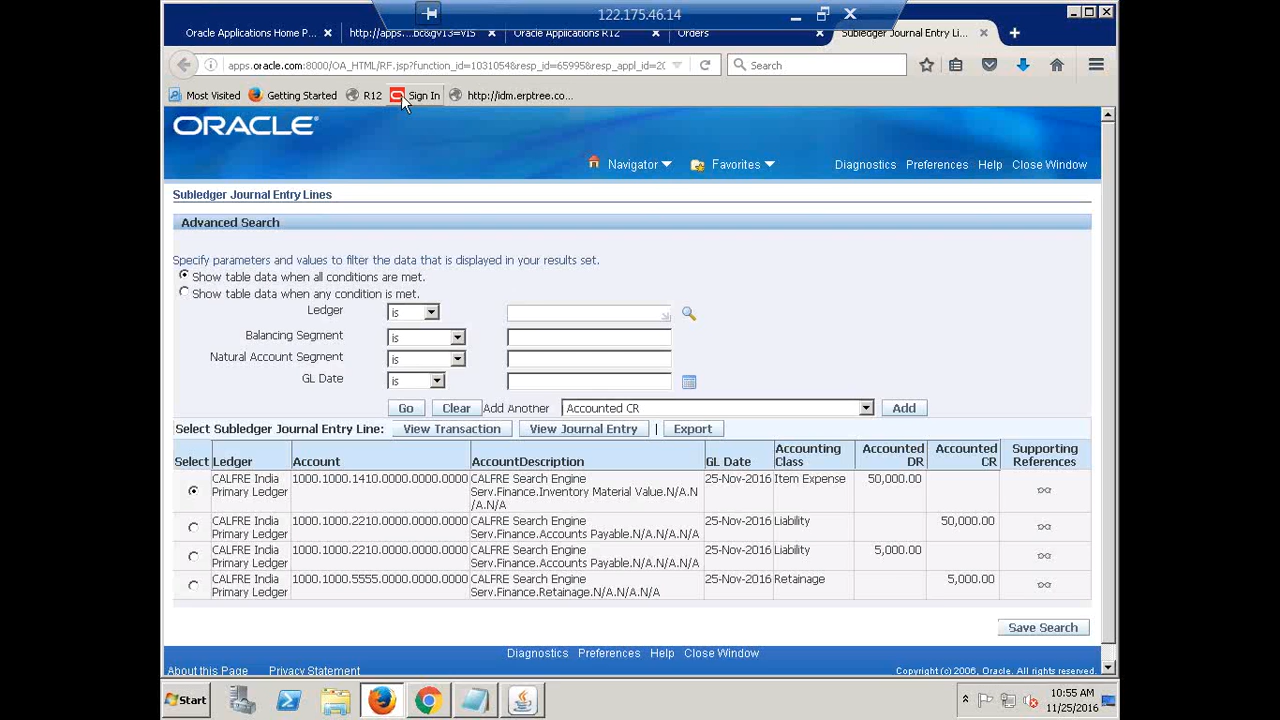 122.175.46.14
Oracle Applications Home P... http://apps....bc&gv13=VIS Oracle Applications R12 Orders Subledger Journal Entry Li...
apps.oracle.com:8000/OA_HTML/RF.jsp?function_id=1031054&resp_id=65995&resp_appl_id=20 Search
Most Visited Getting Started R12 Sign In http://idm.erptree.co...
ORACLE
Navigator Favorites Diagnostics Preferences Help Close Window
Subledger Journal Entry Lines
Advanced Search
Specify parameters and values to filter the data that is displayed in your results set.
Show table data when all conditions are met.
Show table data when any condition is met.
Ledger is
Balancing Segment is
Natural Account Segment is
GL Date is
Go Clear Add Another Accounted CR Add
Select Subledger Journal Entry Line: View Transaction View Journal Entry | Export
Select Ledger Account AccountDescription GL Date Accounting Class Accounted DR Accounted CR Supporting References
CALFRE India 1000.1000.1410.0000.0000.0000 CALFRE Search Engine 25-Nov-2016 Item Expense 50,000.00
Primary Ledger Serv.Finance.Inventory Material Value.N/A.N
/A.N/A
CALFRE India 1000.1000.2210.0000.0000.0000 CALFRE Search Engine 25-Nov-2016 Liability 50,000.00
Primary Ledger Serv.Finance.Accounts Payable.N/A.N/A.N/A
CALFRE India 1000.1000.2210.0000.0000.0000 CALFRE Search Engine 25-Nov-2016 Liability 5,000.00
Primary Ledger Serv.Finance.Accounts Payable.N/A.N/A.N/A
CALFRE India 1000.1000.5555.0000.0000.0000 CALFRE Search Engine 25-Nov-2016 Retainage 5,000.00
Primary Ledger Serv.Finance.Retainage.N/A.N/A.N/A
Save Search
Diagnostics Preferences Help Close Window
About this Page Privacy Statement Copyright (c) 2006, Oracle. All rights reserved.
Start 10:55 AM
11/25/2016